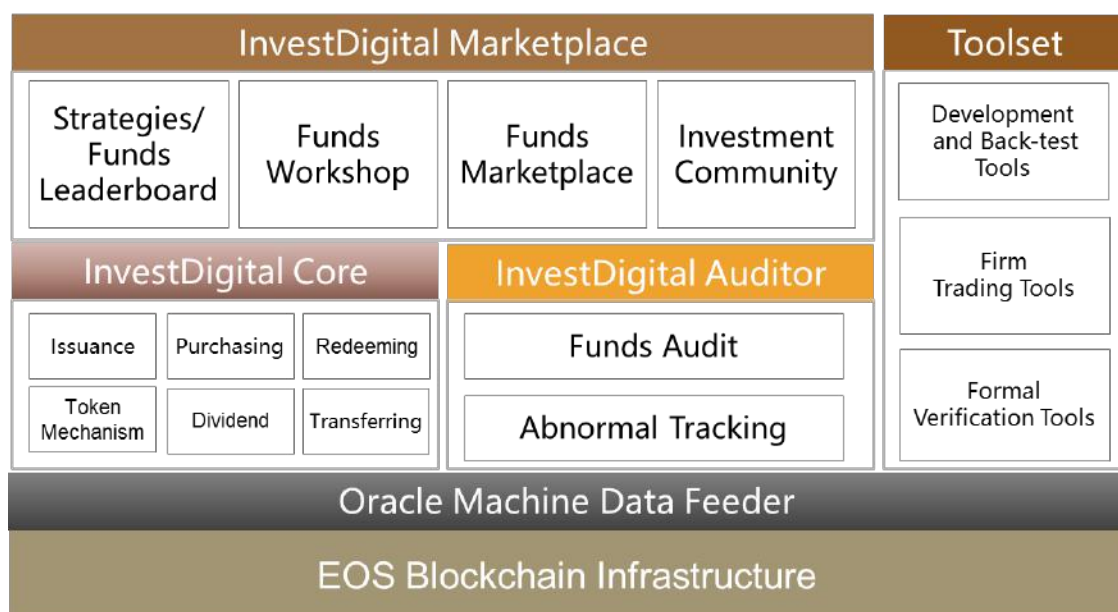 InvestDigital Marketplace
Strategies/
Funds
Leaderboard
Funds
Workshop
Funds
Marketplace
Investment
Community
Toolset
Development
and Back-test
Tools
Firm
Trading Tools
Formal
Verification Tools
InvestDigital Core
Issuance
Purchasing
Redeeming
Token
Mechanism
Dividend
Transferring
InvestDigital Auditor
Funds Audit
Abnormal Tracking
Oracle Machine Data Feeder
EOS Blockchain Infrastructure